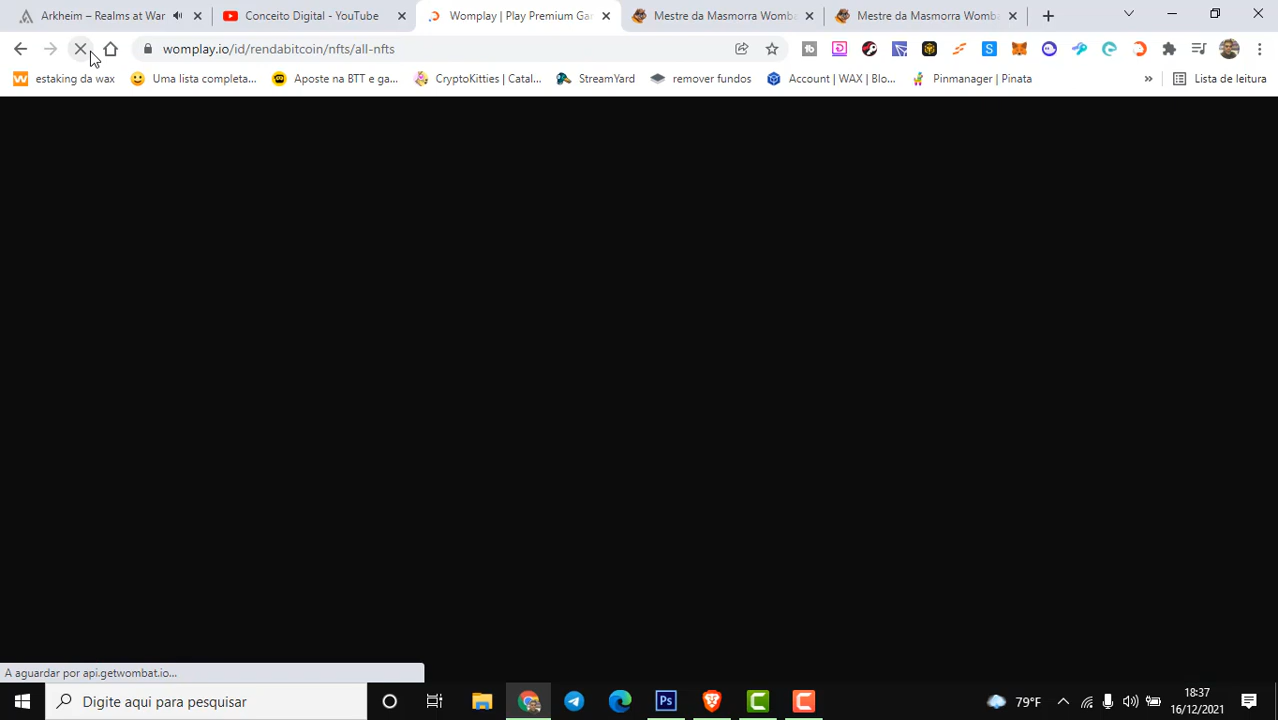 Arkheim – Realms at War
Conceito Digital - YouTube
Womplay | Play Premium Ga
Mestre da Masmorra Womb
Mestre da Masmorra Womba
womplay.io/id/rendabitcoin/nfts/all-nfts
estaking da wax
Uma lista completa...
Aposte na BTT e ga...
CryptoKitties | Catal...
StreamYard
remover fundos
Account | WAX | Blo...
Pinmanager | Pinata
»
Lista de leitura
A aguardar por api.getwombat.io...
Digite aqui para pesquisar
Ps
79°F
18:37
16/12/2021